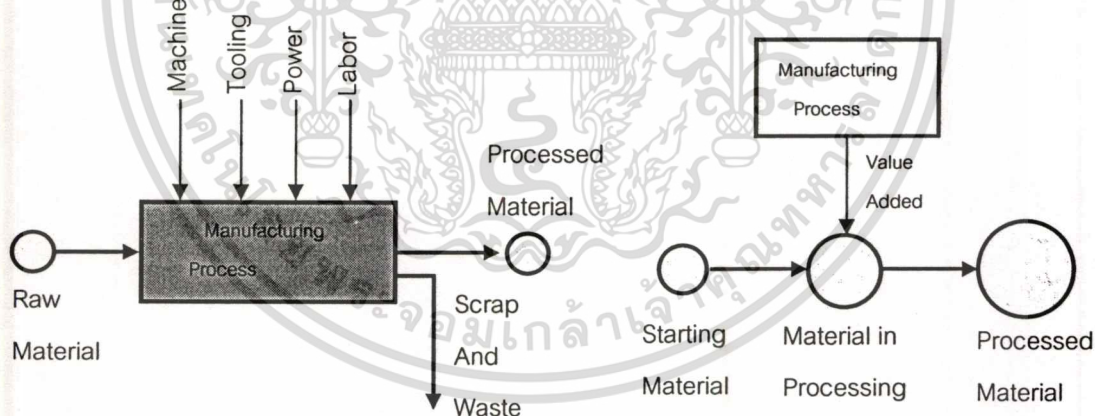 Machine
Tooling
Power
Labor
Manufacturing
Process
Raw
Material
Processed
Material
Scrap
And
Waste
Manufacturing
Process
Value
Added
Starting
Material
Material in
Processing
Processed
Material